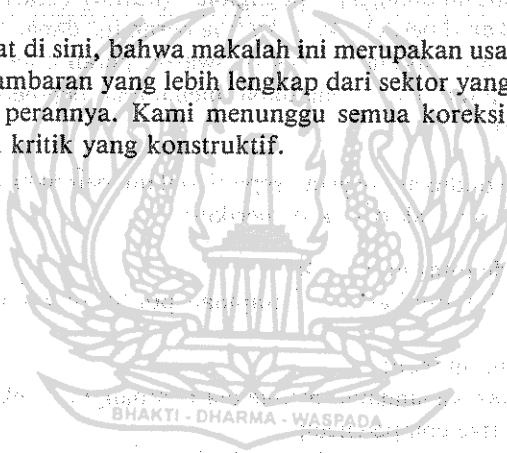 at di sini, bahwa makalah ini merupakan usa
ambaran yang lebih lengkap dari sektor yang
perannya. Kami menunggu semua koreksi,
kritik yang konstruktif.
BHAKTI - DHARMA - WASPADA